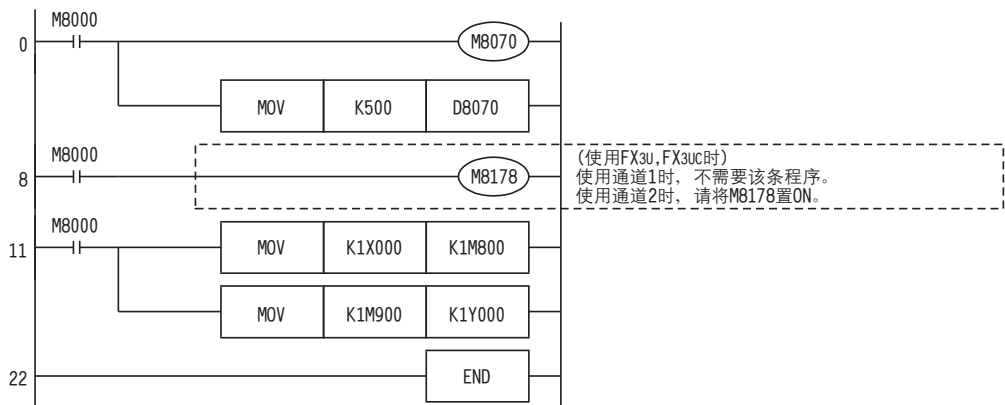 M8000
0
M8070
MOV K500 D8070
M8000
8
M8178
(使用FX3U,FX3UC时)
使用通道1时, 不需要该条程序。
使用通道2时, 请将M8178置ON。
M8000
11
MOV K1X000 K1M800
MOV K1M900 K1Y000
22
END